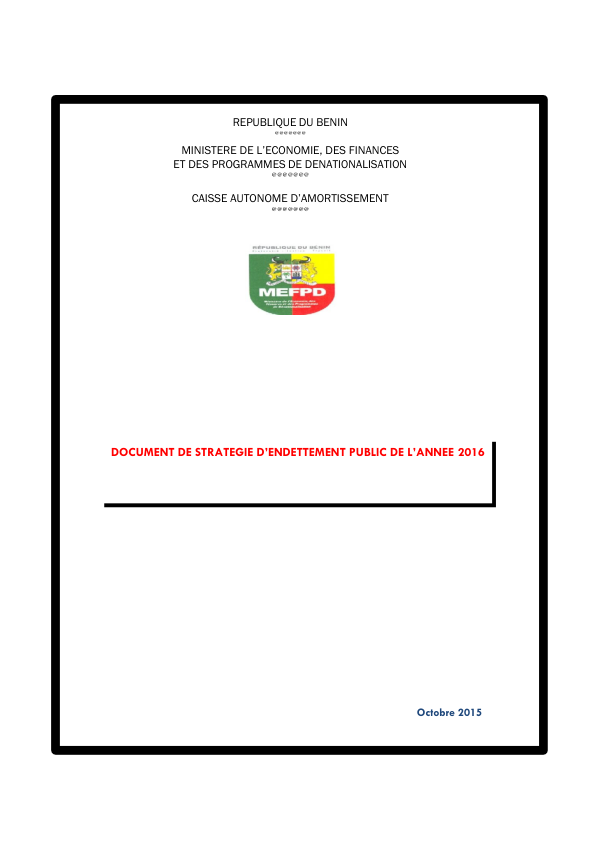 REPUBLIQUE DU BENIN
@@@@@@@
MINISTERE DE L'ECONOMIE, DES FINANCES
ET DES PROGRAMMES DE DENATIONALISATION
@@@@@@@
CAISSE AUTONOME D'AMORTISSEMENT
@@@@@@@
RÉPUBLIQUE DU BENIN
MEFPD
DOCUMENT DE STRATEGIE D'ENDETTEMENT PUBLIC DE L'ANNEE 2016
Octobre 2015